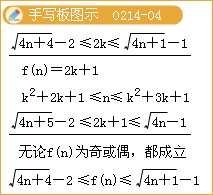 手写板图示 0214-04
√4n+4-2≤2k≤√4n+1-1
f(n)=2k+1
k²+2k+1≤n≤k²+3k+1
√4n+5-2≤2k+1≤√4n-1
无论f(n)为奇或偶，都成立
√4n+4-2≤f(n)≤√4n+1-1